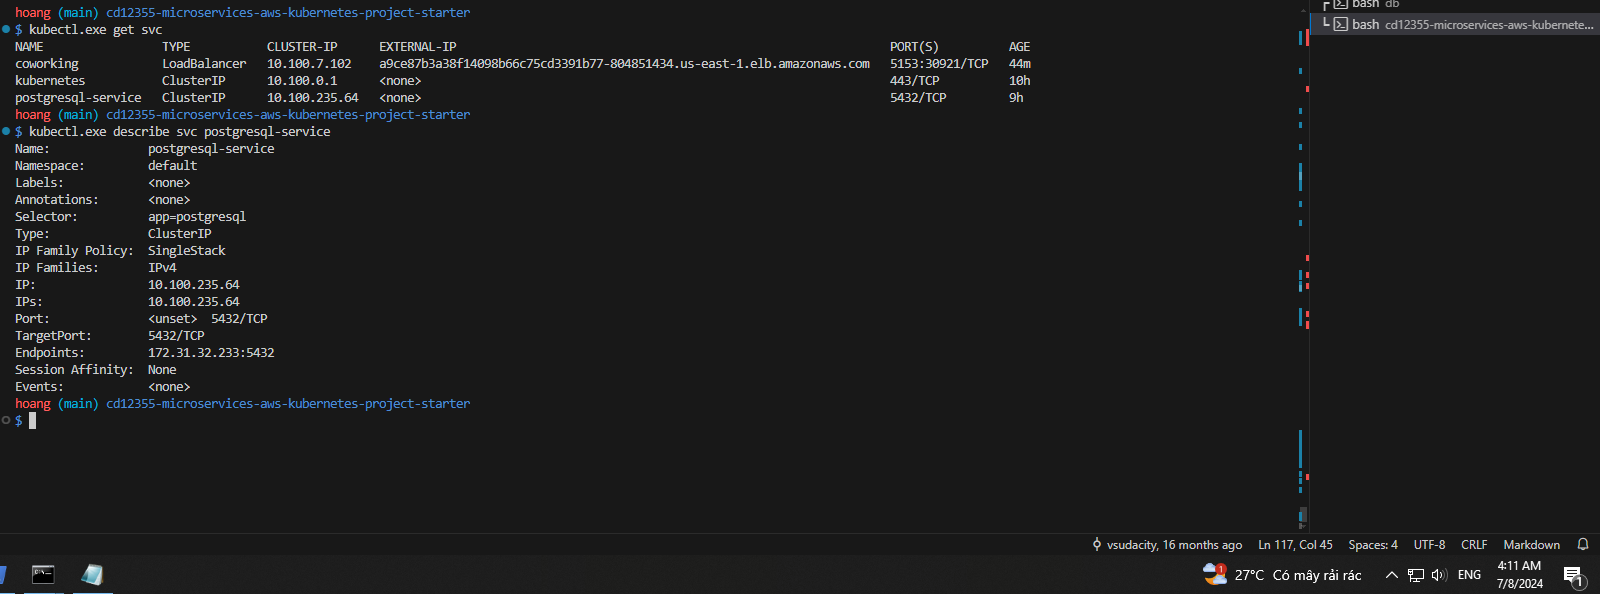 hoang (main) cd12355-microservices-aws-kubernetes-project-starter
$ kubectl.exe get svc
NAME TYPE CLUSTER-IP EXTERNAL-IP PORT(S) AGE
coworking LoadBalancer 10.100.7.102 a9ce87b3a38f14098b66c75cd3391b77-804851434.us-east-1.elb.amazonaws.com 5153:30921/TCP 44m
kubernetes ClusterIP 10.100.0.1 <none> 443/TCP 10h
postgresql-service ClusterIP 10.100.235.64 <none> 5432/TCP 9h
hoang (main) cd12355-microservices-aws-kubernetes-project-starter
$ kubectl.exe describe svc postgresql-service
Name: postgresql-service
Namespace: default
Labels: <none>
Annotations: <none>
Selector: app=postgresql
Type: ClusterIP
IP Family Policy: SingleStack
IP Families: IPv4
IP: 10.100.235.64
IPs: 10.100.235.64
Port: <unset> 5432/TCP
TargetPort: 5432/TCP
Endpoints: 172.31.32.233:5432
Session Affinity: None
Events: <none>
hoang (main) cd12355-microservices-aws-kubernetes-project-starter
$
bash db
bash cd12355-microservices-aws-kubernete...
vsudacity, 16 months ago Ln 117, Col 45 Spaces: 4 UTF-8 CRLF Markdown
1 27°C Có mây rải rác ENG 4:11 AM
7/8/2024 1